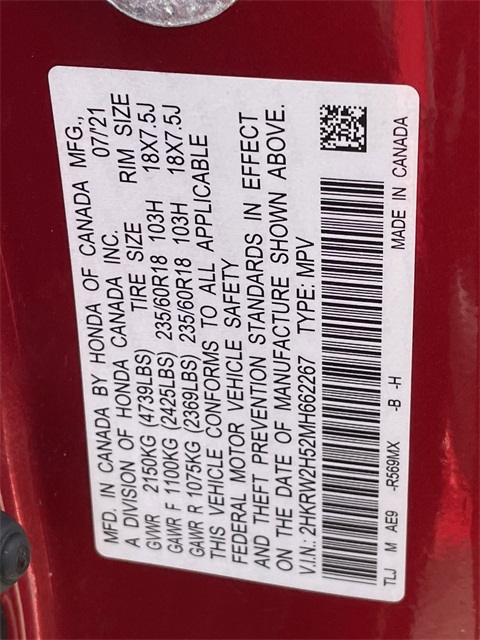 MFD. IN CANADA BY HONDA OF CANADA MFG.,
A DIVISION OF HONDA CANADA INC. 07/'21
GVWR 2150KG (4739LBS) TIRE SIZE RIM SIZE
GAWR F 1100KG (2425LBS) 235/60R18 103H 18X7.5J
GAWR R 1075KG (2369LBS) 235/60R18 103H 18X7.5J
THIS VEHICLE CONFORMS TO ALL APPLICABLE
FEDERAL MOTOR VEHICLE SAFETY
AND THEFT PREVENTION STANDARDS IN EFFECT
ON THE DATE OF MANUFACTURE SHOWN ABOVE.
V.I.N.: 2HKRW2H52MH662267 TYPE: MPV
TLJ M AE9 -R569MX -B -H MADE IN CANADA